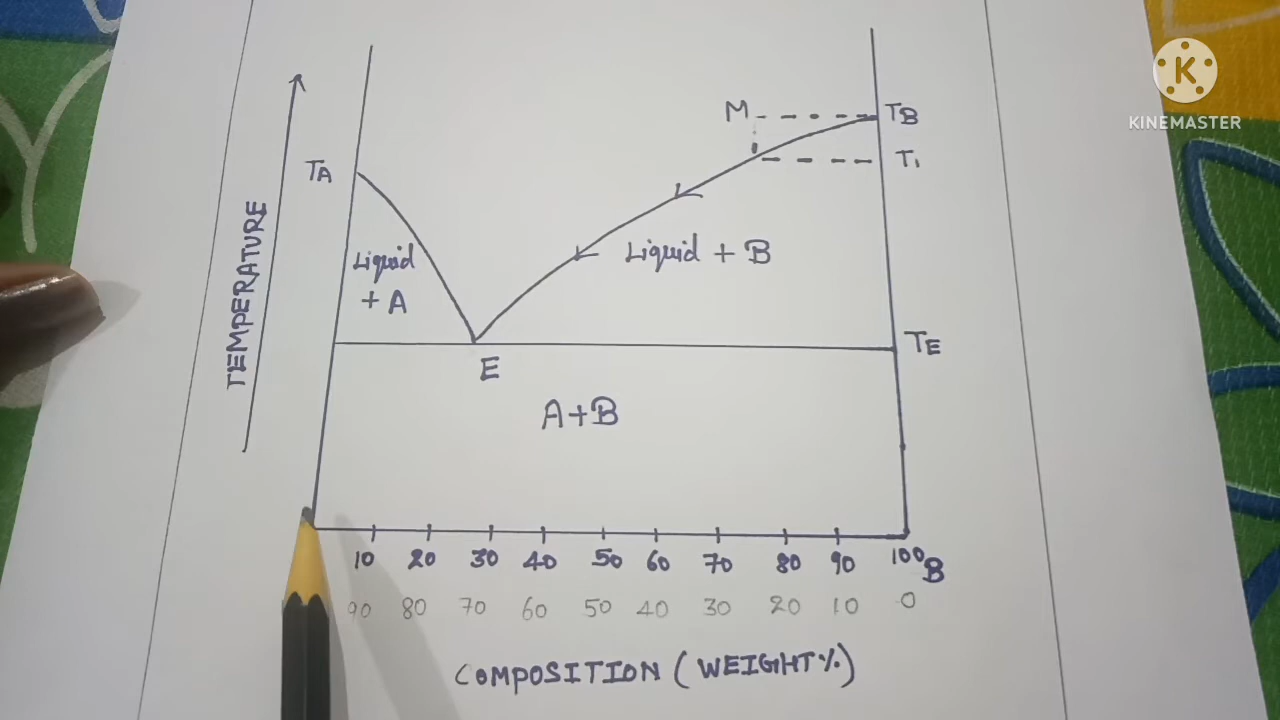 K
KINEMASTER
M
TB
T1
TA
TEMPERATURE
Liquid
+ A
Liquid + B
TE
E
A+B
10 20 30 40 50 60 70 80 90 100 B
90 80 70 60 50 40 30 20 10 0
COMPOSITION (WEIGHT%)